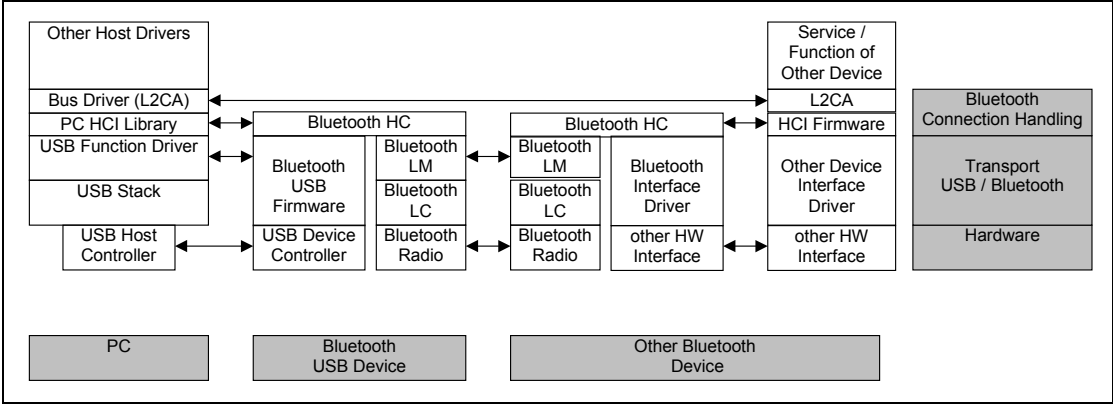 Other Host Drivers
Bus Driver (L2CA)
PC HCI Library
USB Function Driver
USB Stack
USB Host
Controller
Bluetooth HC
Bluetooth
USB
Firmware
USB Device
Controller
Bluetooth
LM
Bluetooth
LC
Bluetooth
Radio
Bluetooth HC
Bluetooth
LM
Bluetooth
LC
Bluetooth
Radio
Bluetooth
Interface
Driver
other HW
Interface
Service /
Function of
Other Device
L2CA
HCI Firmware
Other Device
Interface
Driver
other HW
Interface
Bluetooth
Connection Handling
Transport
USB / Bluetooth
Hardware
PC
Bluetooth
USB Device
Other Bluetooth
Device